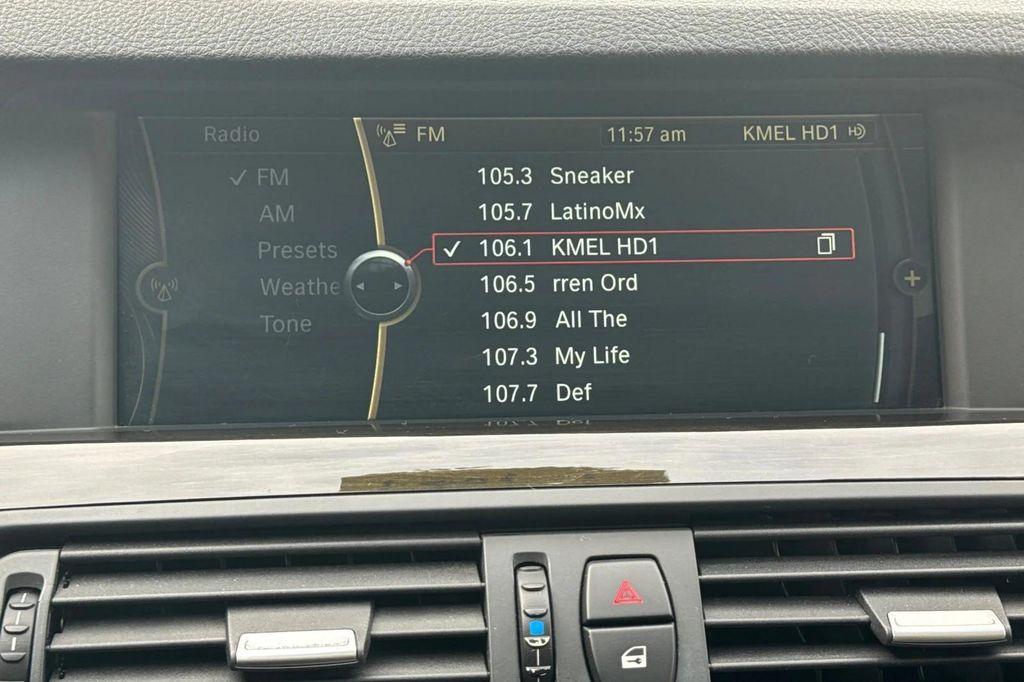 Radio
FM
11:57 am
KMEL HD1 HD
FM
AM
Presets
Weathe
Tone
105.3 Sneaker
105.7 LatinoMx
106.1 KMEL HD1
106.5 rren Ord
106.9 All The
107.3 My Life
107.7 Def